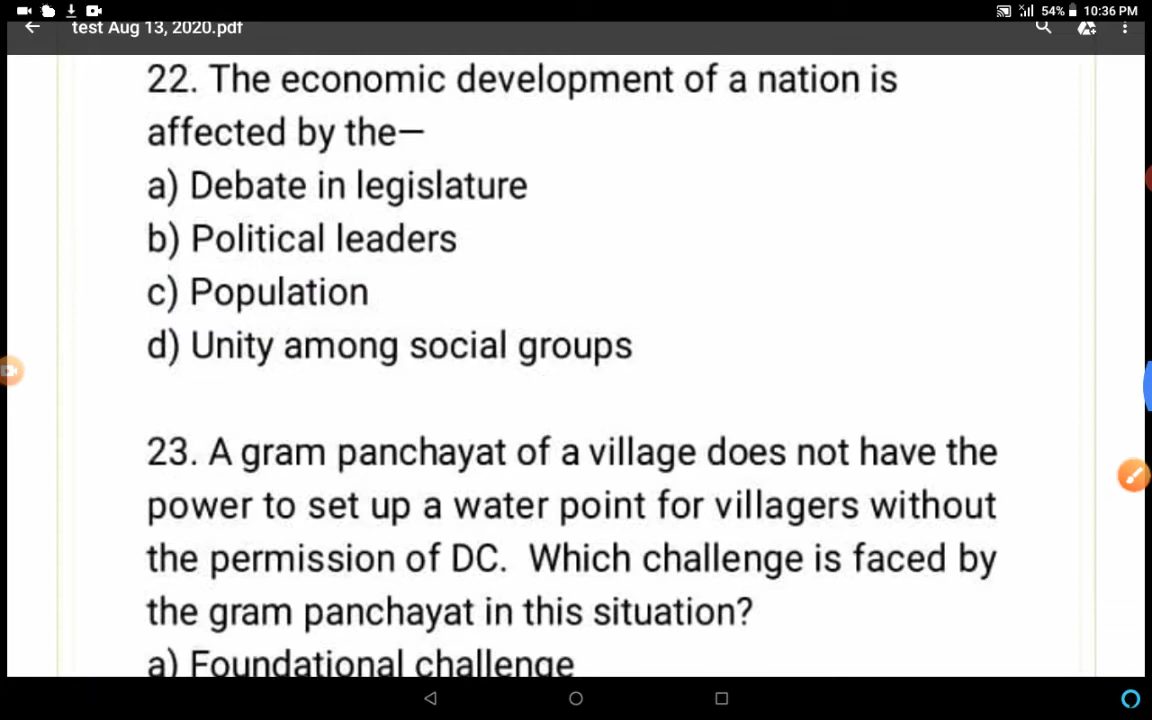 54% 10:36 PM
test Aug 13, 2020.pdf
22. The economic development of a nation is
affected by the—
a) Debate in legislature
b) Political leaders
c) Population
d) Unity among social groups
23. A gram panchayat of a village does not have the
power to set up a water point for villagers without
the permission of DC.  Which challenge is faced by
the gram panchayat in this situation?
a) Foundational challenge